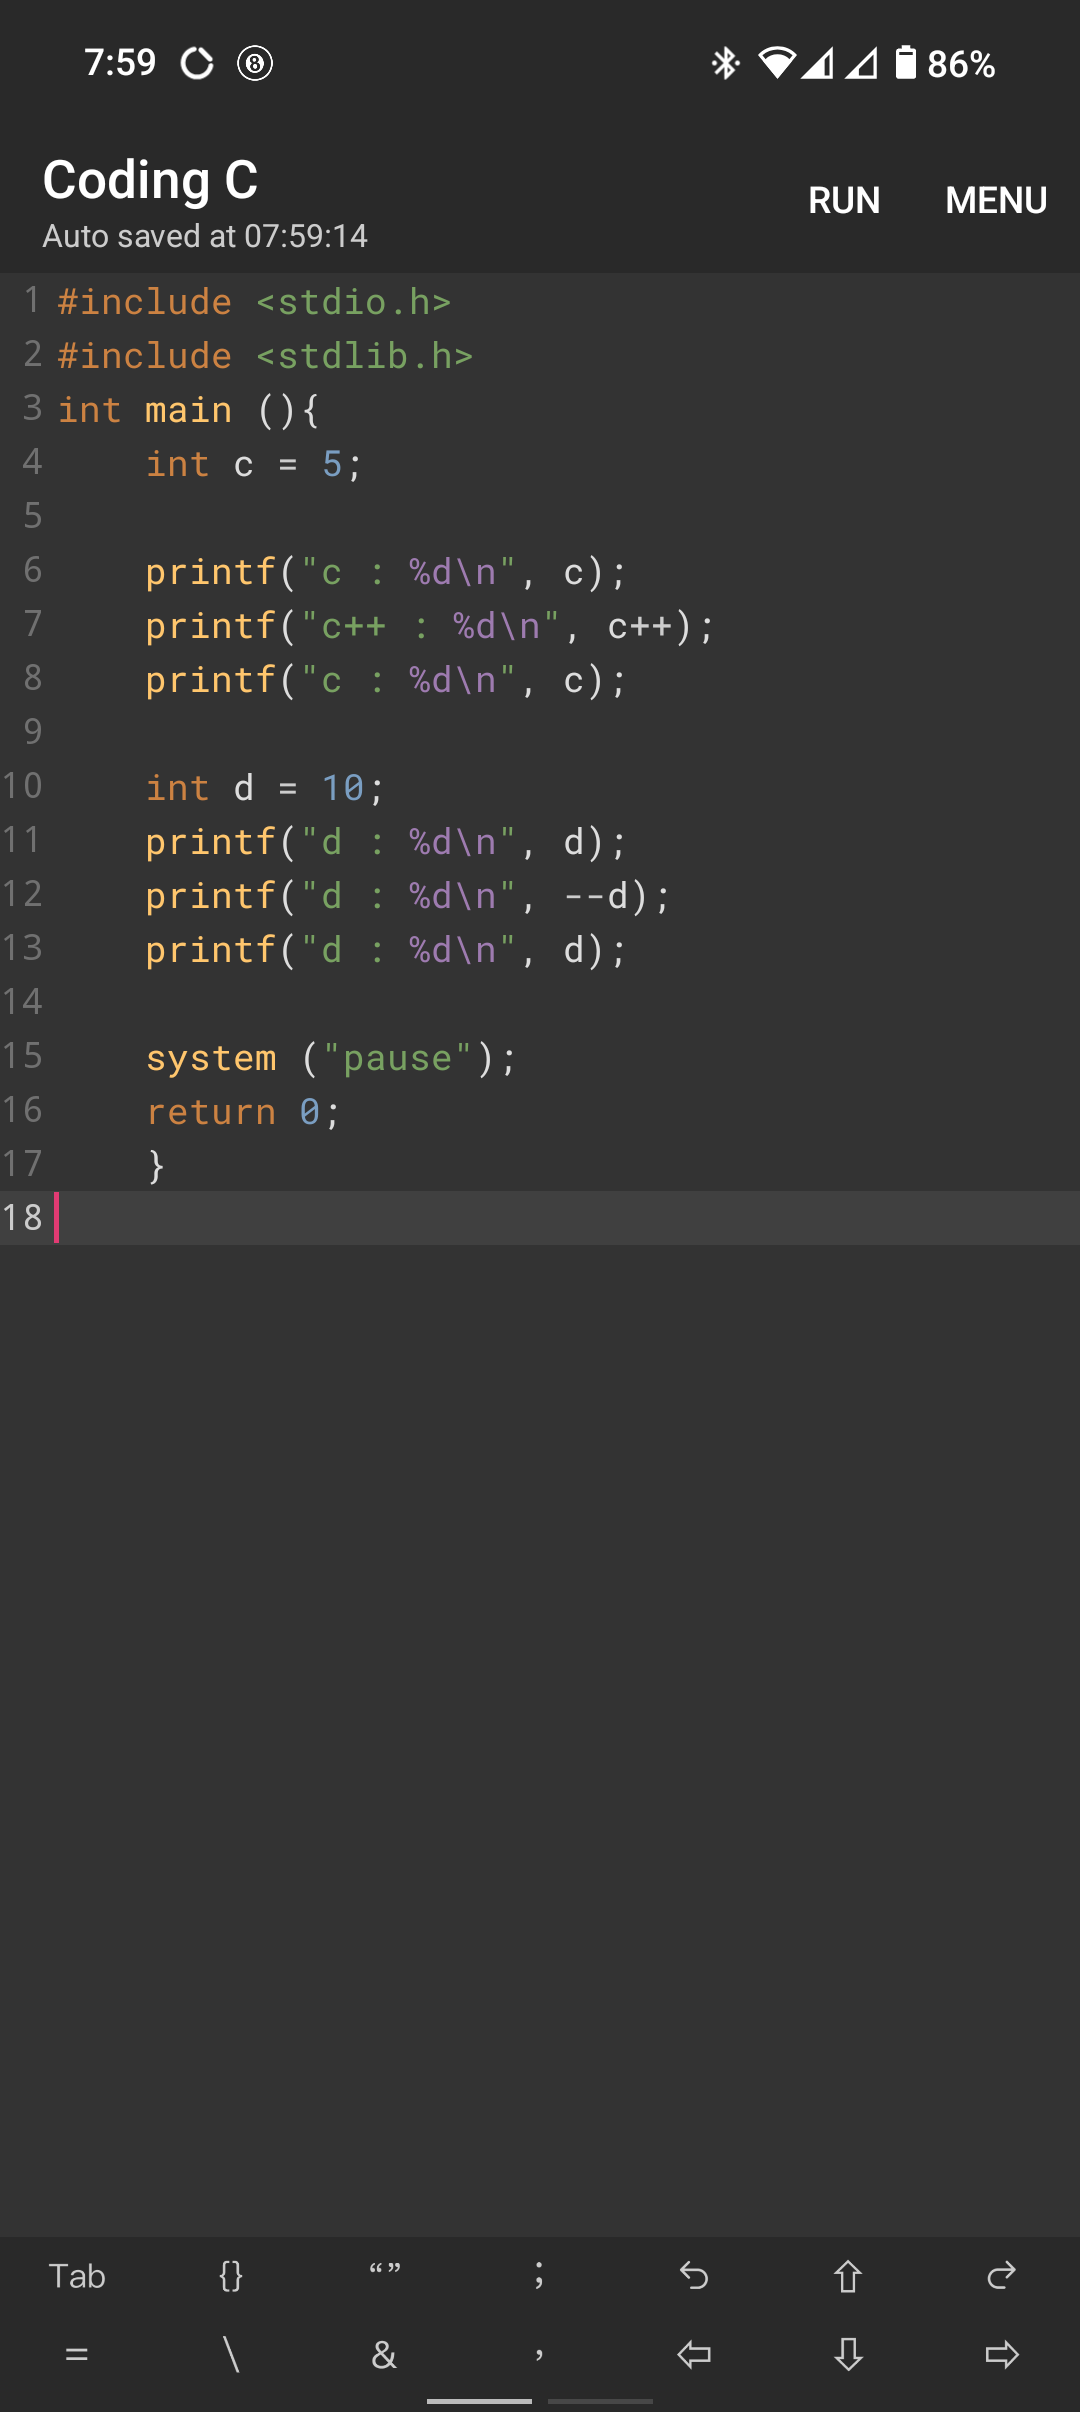 7:59 86%
Coding C
RUN MENU
Auto saved at 07:59:14
1 #include <stdio.h>
2 #include <stdlib.h>
3 int main (){
4     int c = 5;
5
6     printf("c : %d\n", c);
7     printf("c++ : %d\n", c++);
8     printf("c : %d\n", c);
9
10     int d = 10;
11     printf("d : %d\n", d);
12     printf("d : %d\n", --d);
13     printf("d : %d\n", d);
14
15     system ("pause");
16     return 0;
17     }
18
Tab {} “” ;
= \ & ,